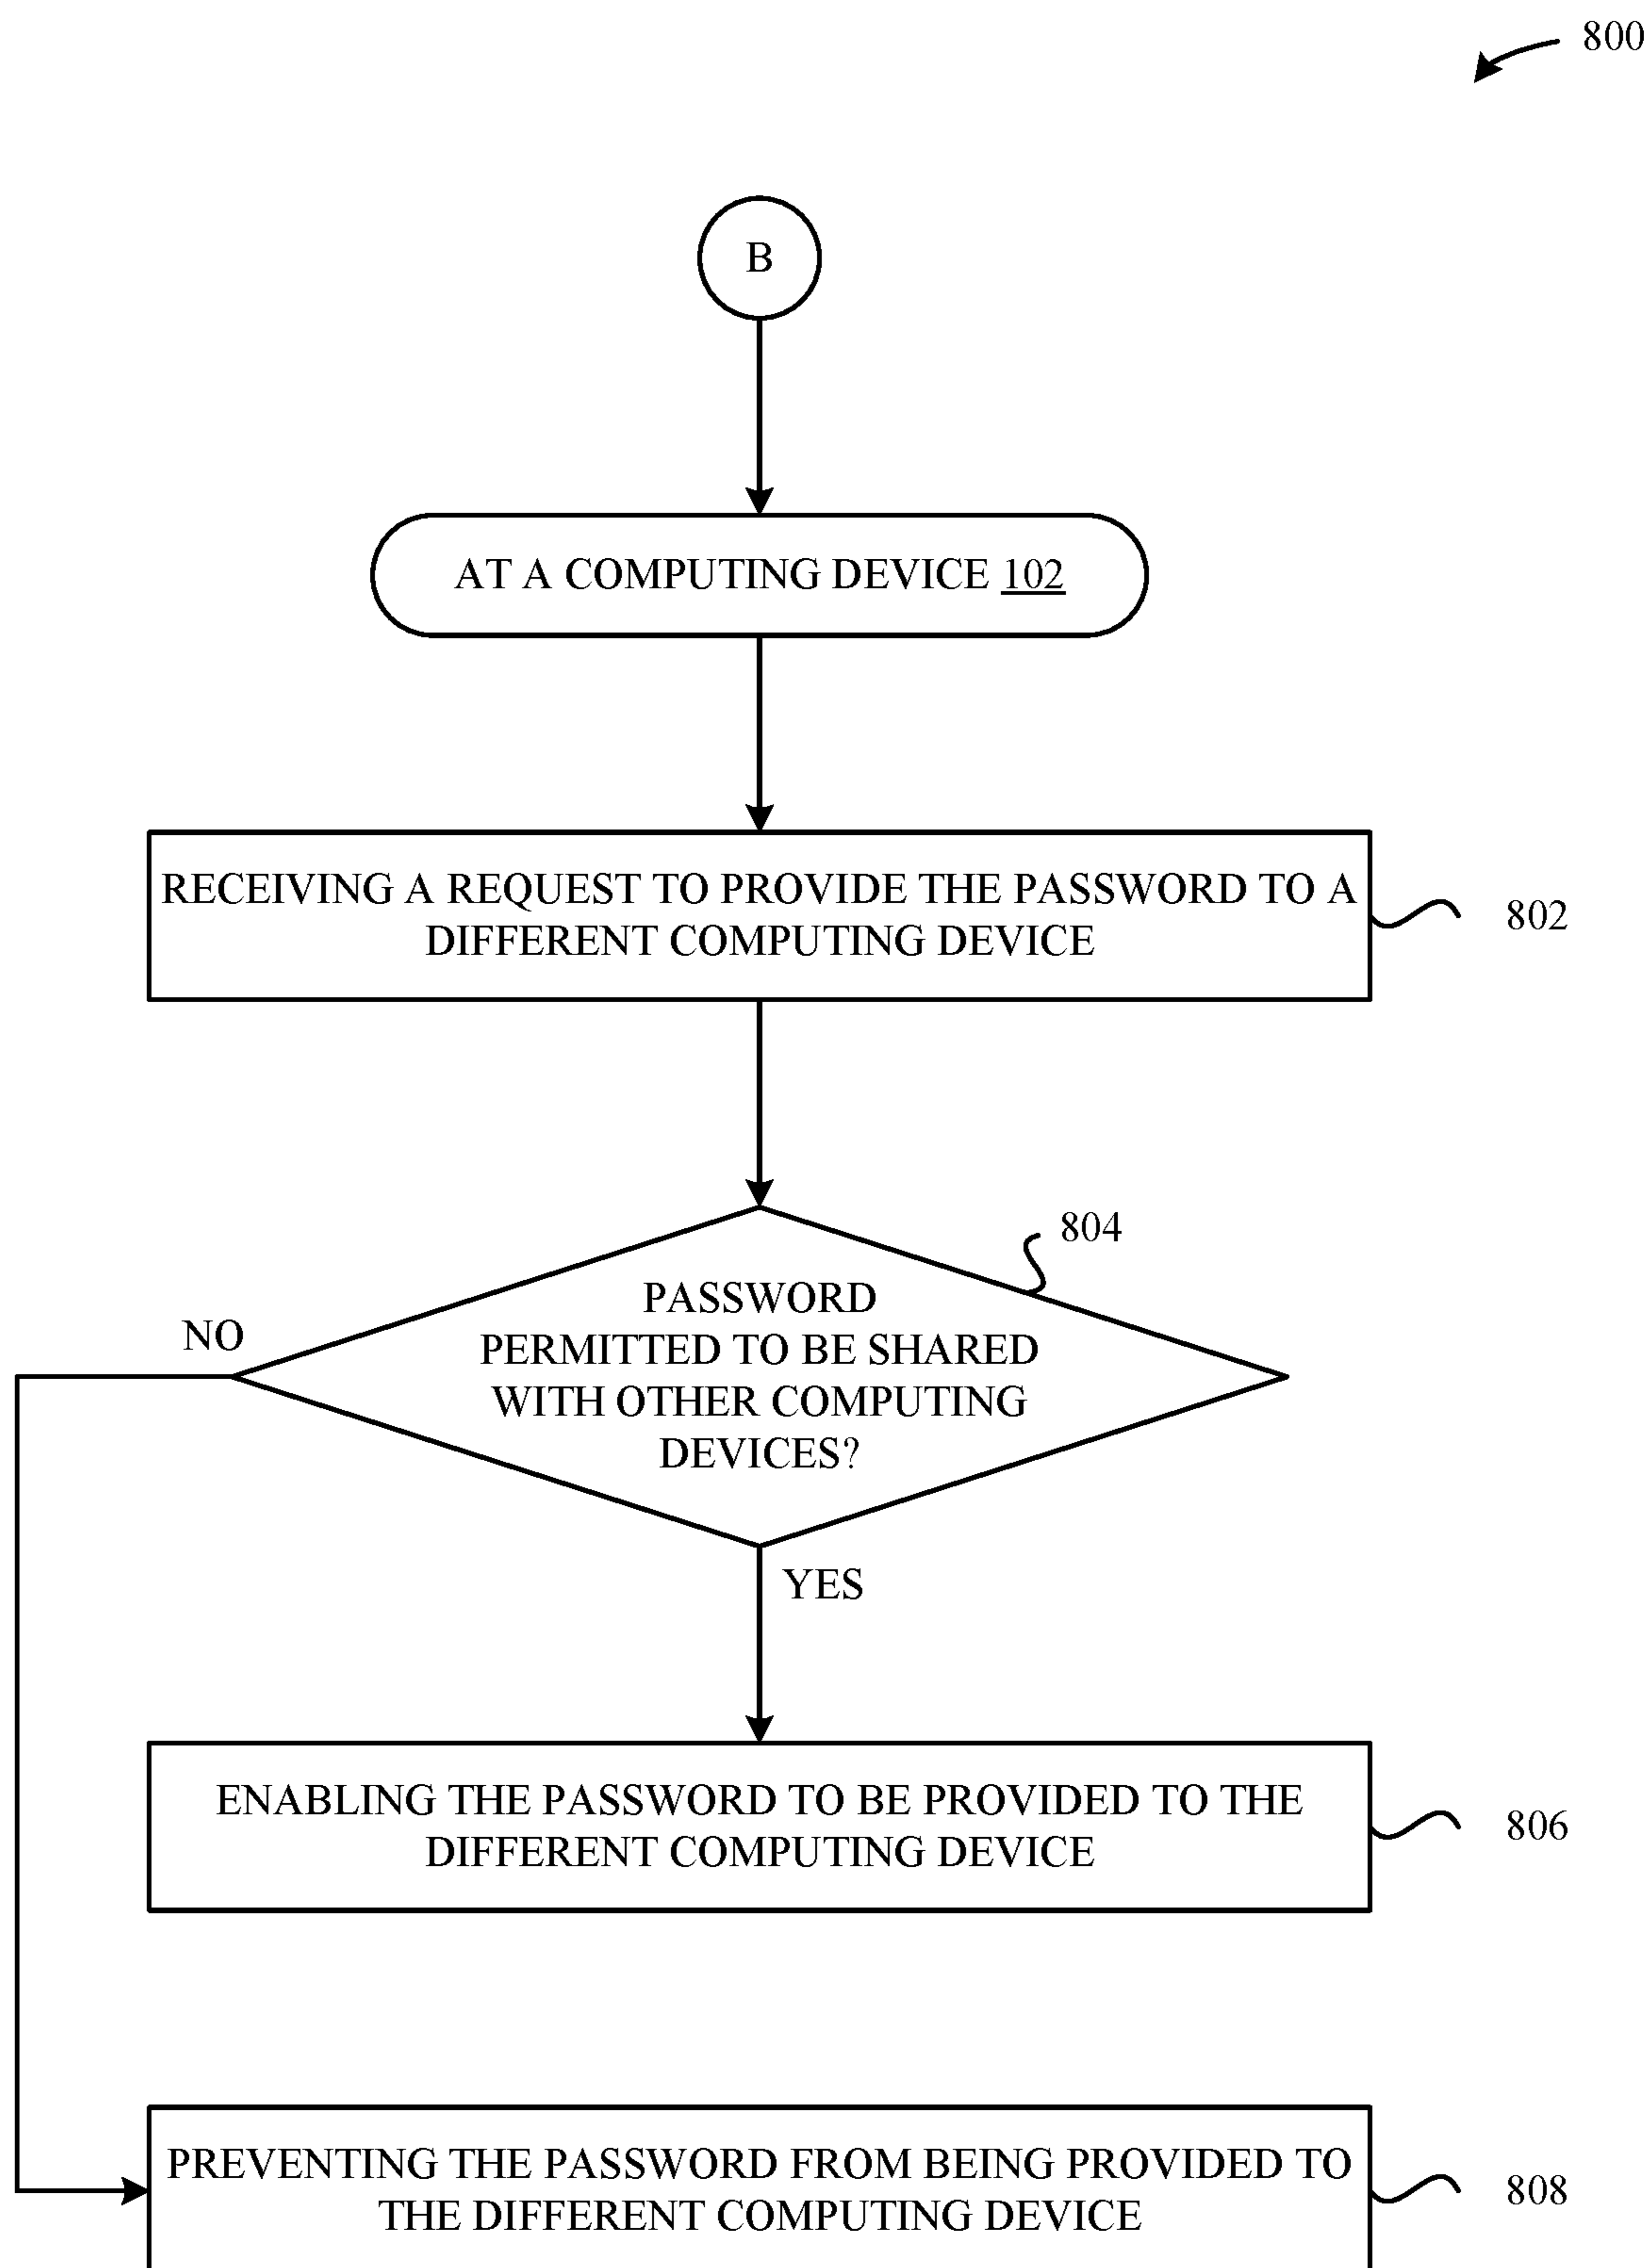 800
B
AT A COMPUTING DEVICE 102
RECEIVING A REQUEST TO PROVIDE THE PASSWORD TO A
DIFFERENT COMPUTING DEVICE
802
804
PASSWORD
PERMITTED TO BE SHARED
WITH OTHER COMPUTING
DEVICES?
NO
YES
ENABLING THE PASSWORD TO BE PROVIDED TO THE
DIFFERENT COMPUTING DEVICE
806
PREVENTING THE PASSWORD FROM BEING PROVIDED TO
THE DIFFERENT COMPUTING DEVICE
808